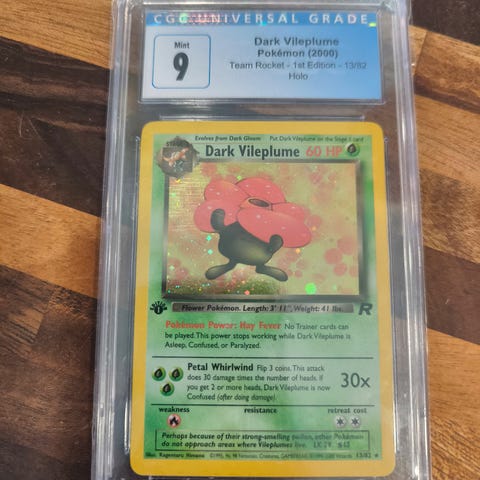 CGC UNIVERSAL GRADE
Mint
9
Dark Vileplume
Pokémon (2000)
Team Rocket - 1st Edition - 13/82
Holo
Evolves from Dark Gloom
Put Dark Vileplume on the Stage 1 card
Dark Vileplume 60 HP
Flower Pokémon. Length: 3' 11", Weight: 41 lbs.
Pokémon Power: Hay Fever No Trainer cards can
be played. This power stops working while Dark Vileplume is
Asleep, Confused, or Paralyzed.
Petal Whirlwind Flip 3 coins. This attack
does 30 damage times the number of heads. If
you get 2 or more heads, Dark Vileplume is now
Confused (after doing damage).
30x
weakness resistance retreat cost
Perhaps because of their strong-smelling pollen, other Pokémon
do not approach areas where Vileplumes live. LV. 29
Illus. Kagemaru Himeno
13/82